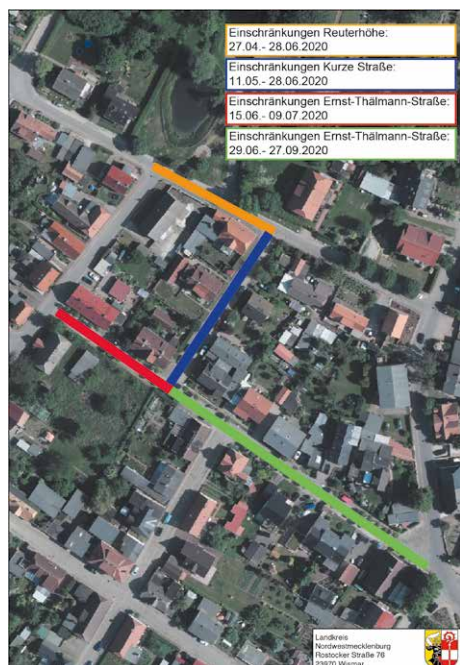 Einschränkungen Reuterhöhe:
27.04.- 28.06.2020
Einschränkungen Kurze Straße:
11.05.- 28.06.2020
Einschränkungen Ernst-Thälmann-Straße:
15.06.- 09.07.2020
Einschränkungen Ernst-Thälmann-Straße:
29.06.- 27.09.2020
Landkreis
Nordwestmecklenburg
Rostocker Straße 76
23970 Wismar